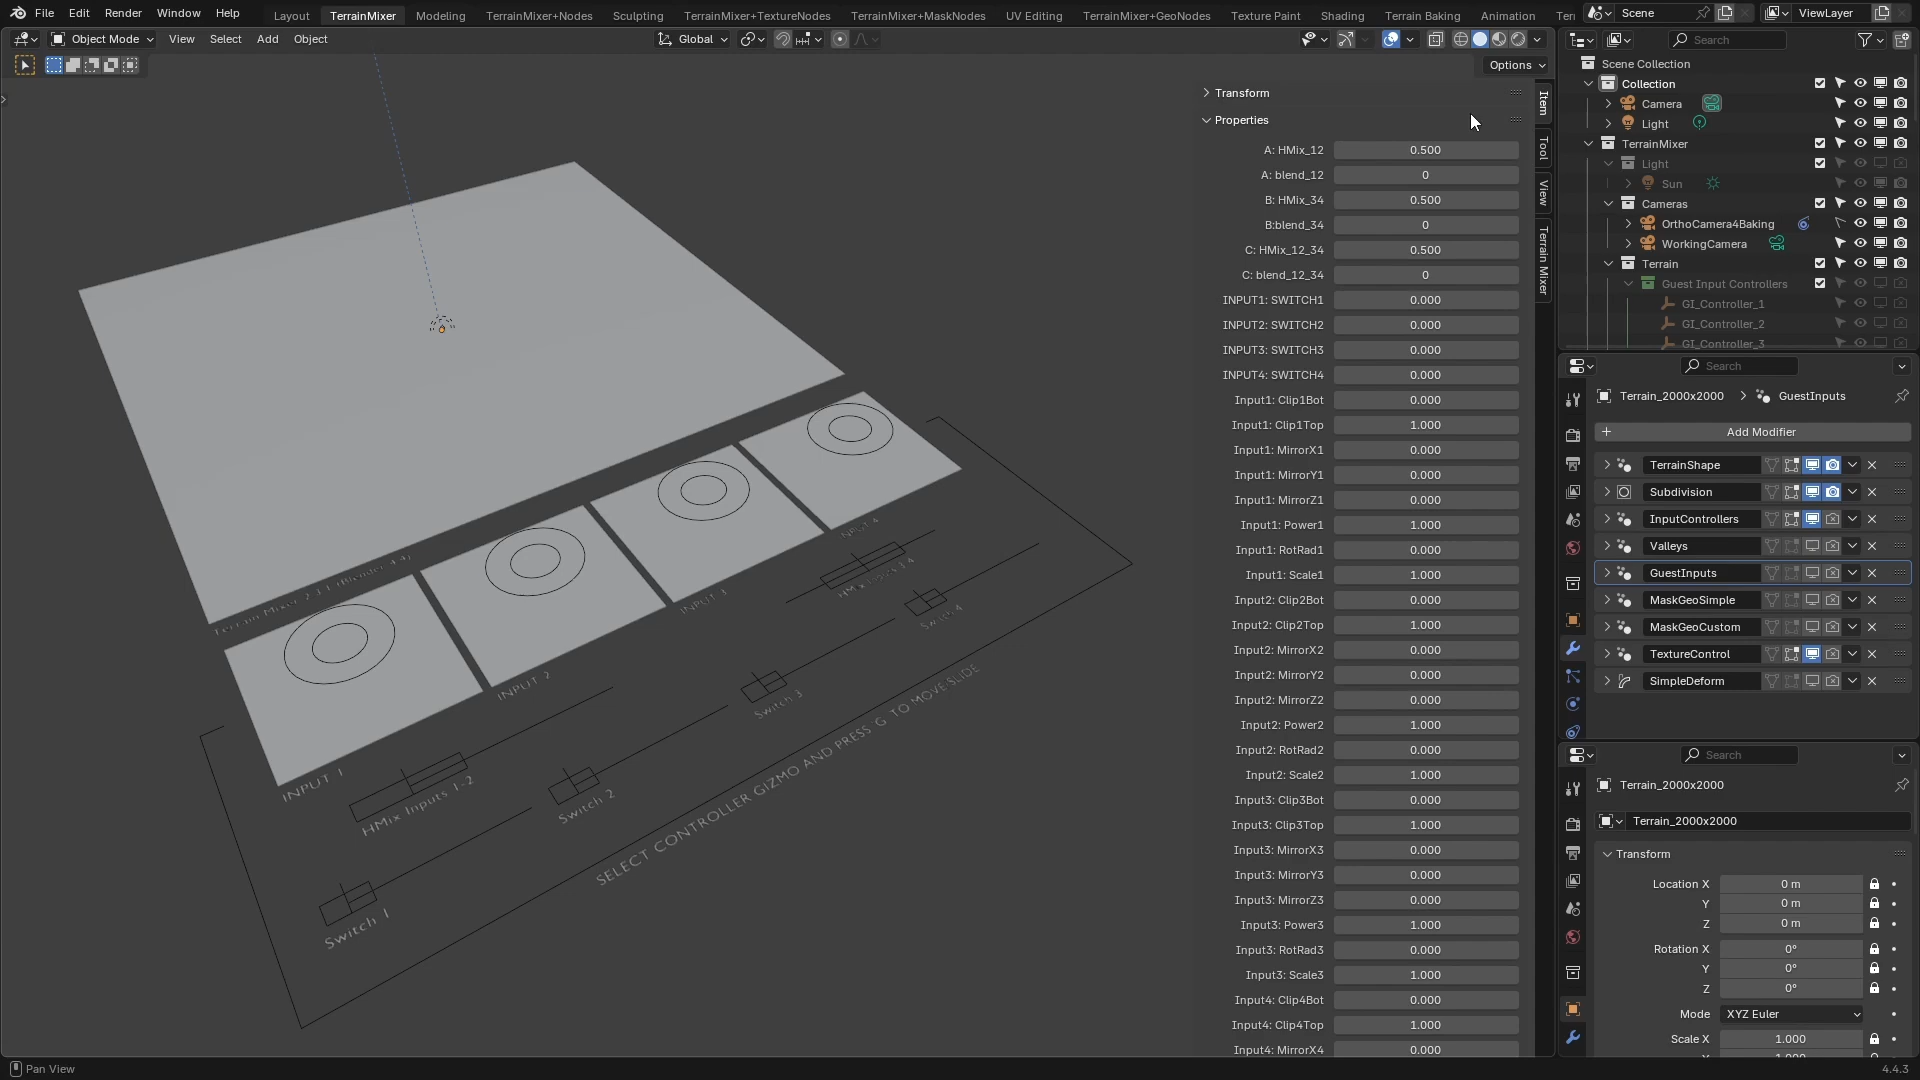 File Edit Render Window Help Layout TerrainMixer Modeling TerrainMixer+Nodes Sculpting TerrainMixer+TextureNodes TerrainMixer+MaskNodes UV Editing TerrainMixer+GeoNodes Texture Paint Shading Terrain Baking Animation Ter Scene ViewLayer
Object Mode View Select Add Object Global
Options
Transform
Properties
A: HMix_12 0.500
A: blend_12 0
B: HMix_34 0.500
B:blend_34 0
C: HMix_12_34 0.500
C: blend_12_34 0
INPUT1: SWITCH1 0.000
INPUT2: SWITCH2 0.000
INPUT3: SWITCH3 0.000
INPUT4: SWITCH4 0.000
Input1: Clip1Bot 0.000
Input1: Clip1Top 1.000
Input1: MirrorX1 0.000
Input1: MirrorY1 0.000
Input1: MirrorZ1 0.000
Input1: Power1 1.000
Input1: RotRad1 0.000
Input1: Scale1 1.000
Input2: Clip2Bot 0.000
Input2: Clip2Top 1.000
Input2: MirrorX2 0.000
Input2: MirrorY2 0.000
Input2: MirrorZ2 0.000
Input2: Power2 1.000
Input2: RotRad2 0.000
Input2: Scale2 1.000
Input3: Clip3Bot 0.000
Input3: Clip3Top 1.000
Input3: MirrorX3 0.000
Input3: MirrorY3 0.000
Input3: MirrorZ3 0.000
Input3: Power3 1.000
Input3: RotRad3 0.000
Input3: Scale3 1.000
Input4: Clip4Bot 0.000
Input4: Clip4Top 1.000
Input4: MirrorX4 0.000
Item
Tool
View
Terrain Mixer
INPUT 1
INPUT 2
INPUT 3
HMix Inputs 1-2
Switch 1
Switch 2
Switch 3
Switch 4
SELECT CONTROLLER GIZMO AND PRESS 'G' TO MOVE SLIDE
Search
Scene Collection
Collection
Camera
Light
TerrainMixer
Light
Sun
Cameras
OrthoCamera4Baking
WorkingCamera
Terrain
Guest Input Controllers
GI_Controller_1
GI_Controller_2
GI_Controller_3
Search
Terrain_2000x2000 GuestInputs
Add Modifier
TerrainShape
Subdivision
InputControllers
Valleys
GuestInputs
MaskGeoSimple
MaskGeoCustom
TextureControl
SimpleDeform
Search
Terrain_2000x2000
Terrain_2000x2000
Transform
Location X 0 m
Y 0 m
Z 0 m
Rotation X 0°
Y 0°
Z 0°
Mode XYZ Euler
Scale X 1.000
Pan View
4.4.3